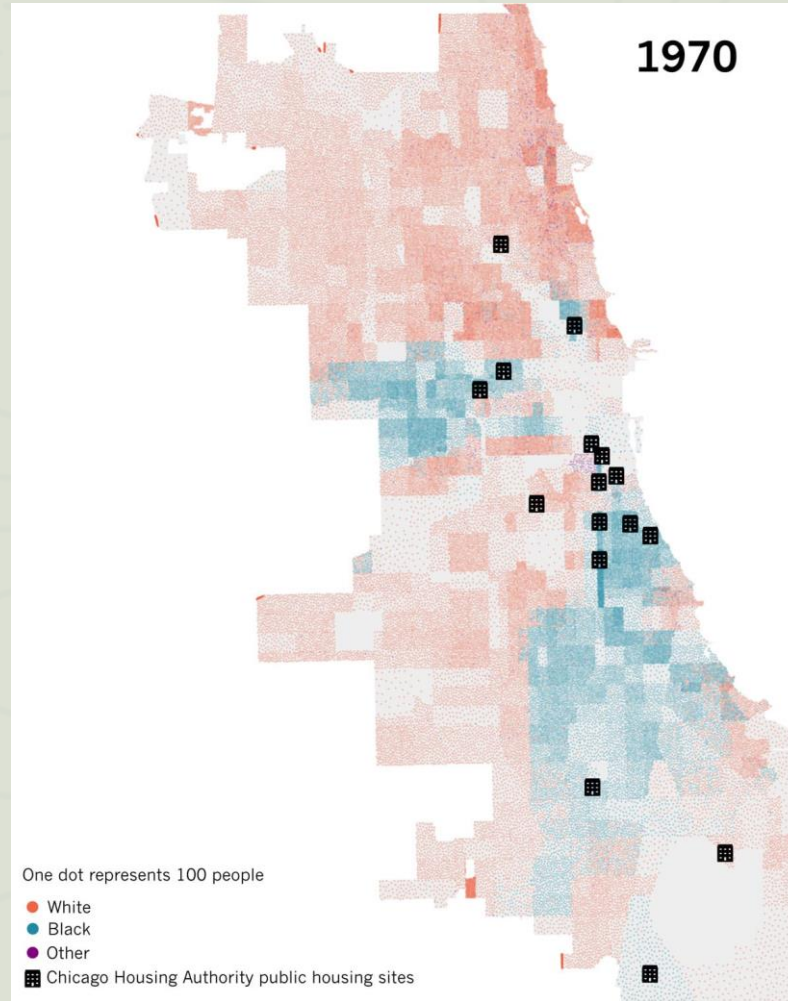 1970
One dot represents 100 people
White
Black
Other
Chicago Housing Authority public housing sites